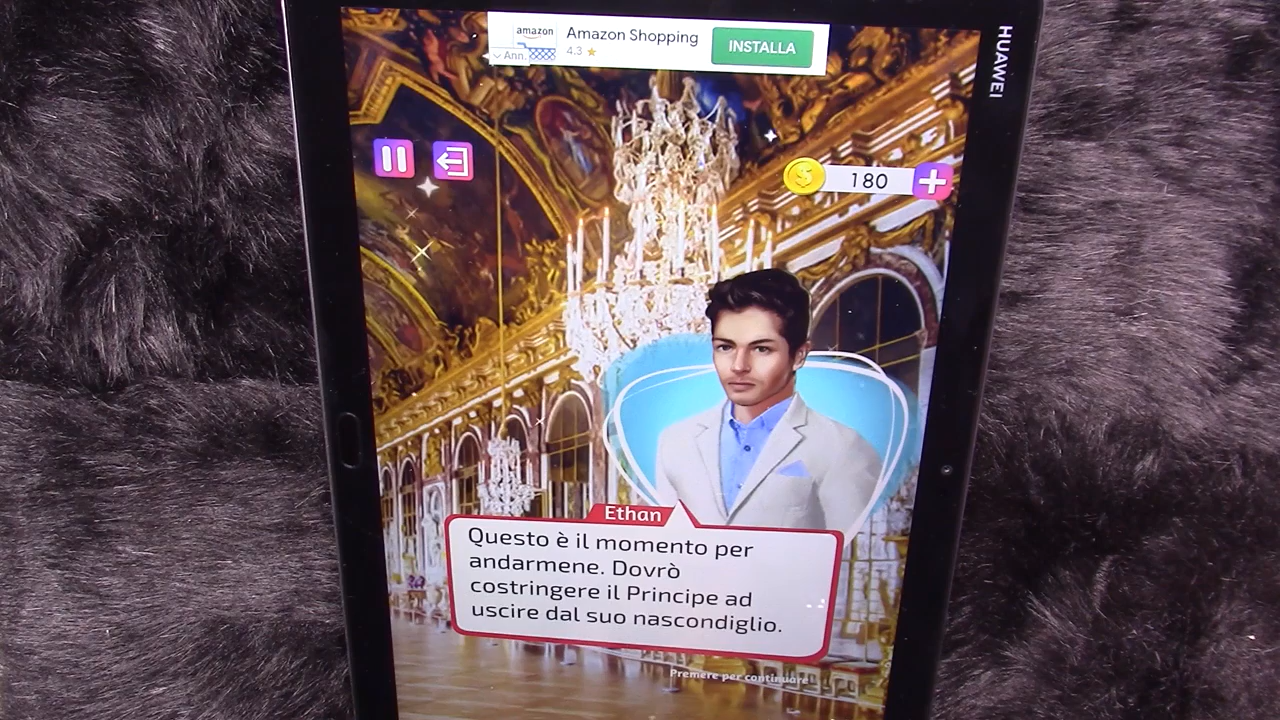 amazon
Amazon Shopping
4.3
Ann.
INSTALLA
HUAWEI
180
Ethan
Questo è il momento per
andarmene. Dovrò
costringere il Principe ad
uscire dal suo nascondiglio.
Premere per continuare